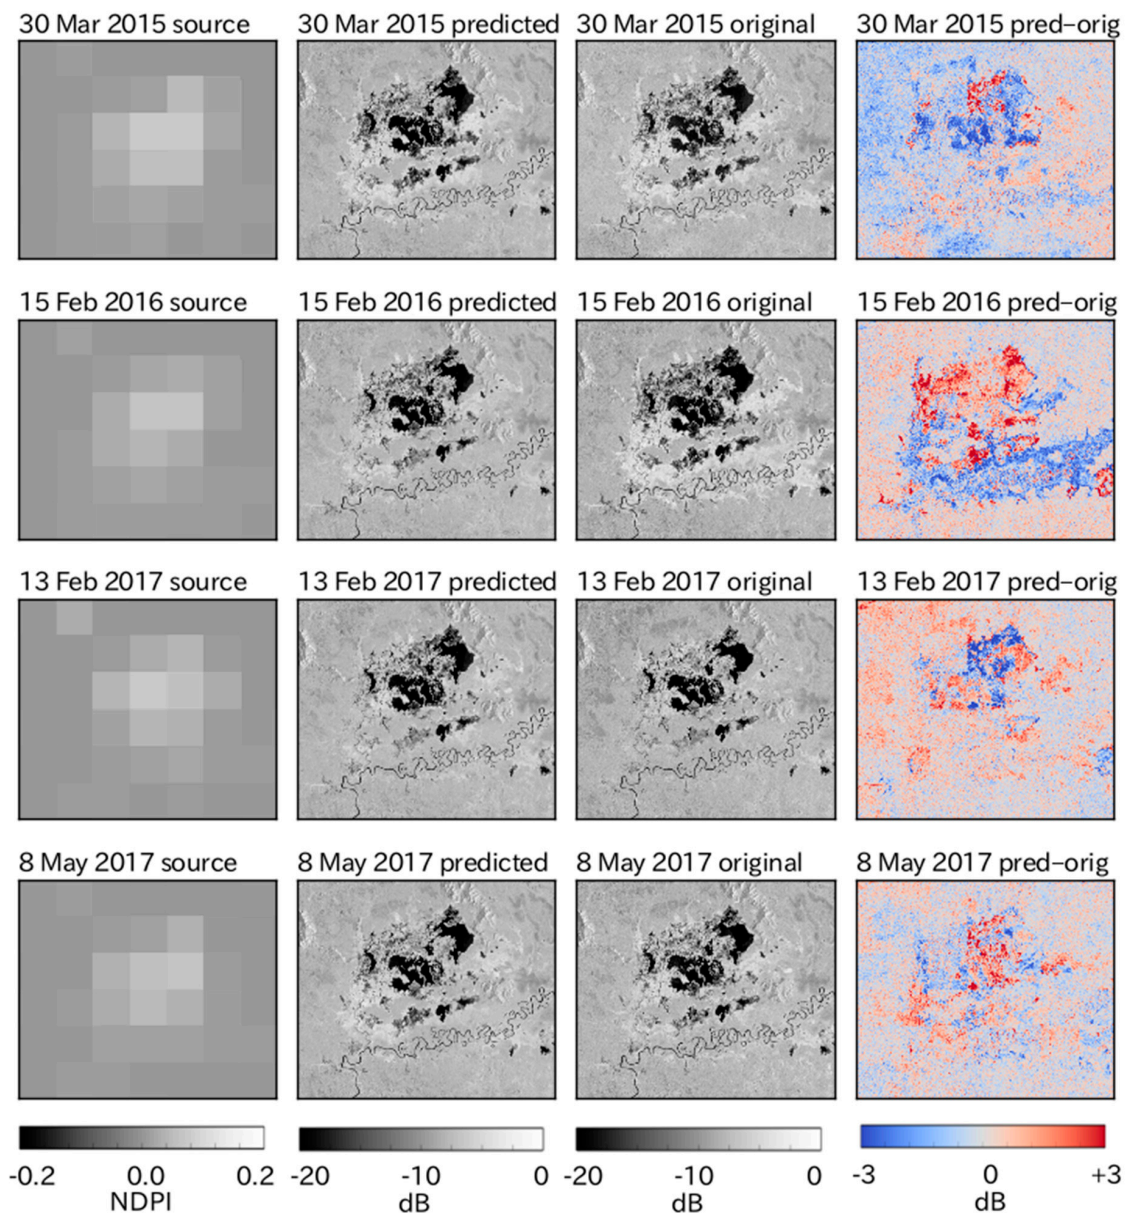 30 Mar 2015 source 30 Mar 2015 predicted 30 Mar 2015 original 30 Mar 2015 pred–orig
15 Feb 2016 source 15 Feb 2016 predicted 15 Feb 2016 original 15 Feb 2016 pred–orig
13 Feb 2017 source 13 Feb 2017 predicted 13 Feb 2017 original 13 Feb 2017 pred–orig
8 May 2017 source 8 May 2017 predicted 8 May 2017 original 8 May 2017 pred–orig
-0.2 0.0 0.2 -20 -10 0 -20 -10 0 -3 0 +3
NDPI dB dB dB